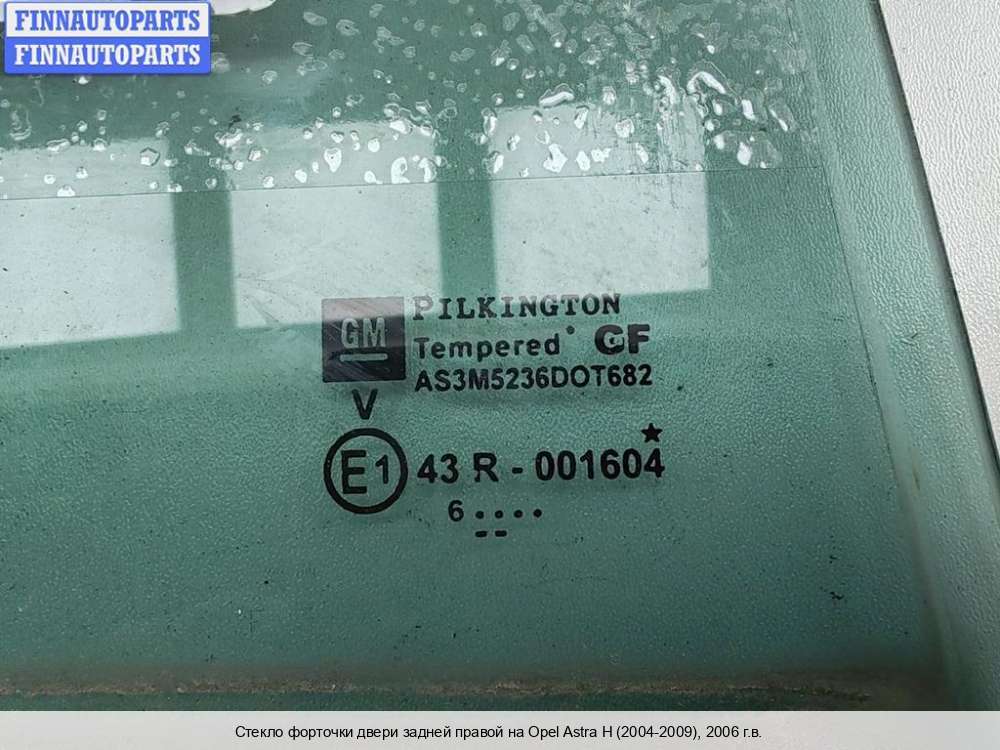 FINNAUTOPARTS
FINNAUTOPARTS
GM
PILKINGTON
Tempered GF
AS3M5236DOT682
V
E1 43 R - 001604
6 . . . .
--
Стекло форточки двери задней правой на Opel Astra H (2004-2009), 2006 г.в.